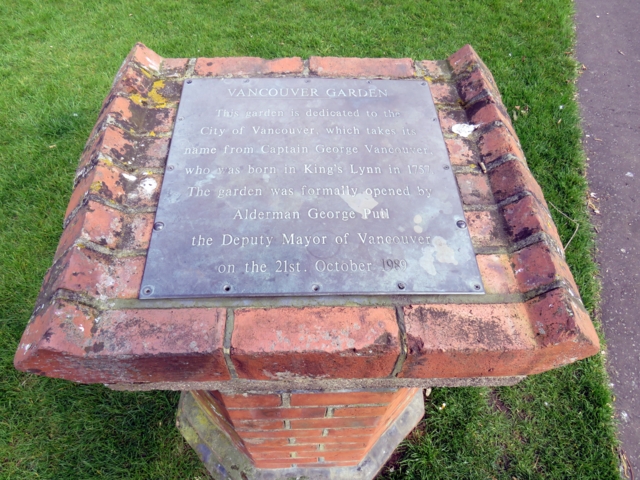 VANCOUVER GARDEN
This garden is dedicated to the
City of Vancouver, which takes its
name from Captain George Vancouver,
who was born in King's Lynn in 1757
The garden was formally opened by
Alderman George Puil
the Deputy Mayor of Vancouver
on the 21st. October 1980